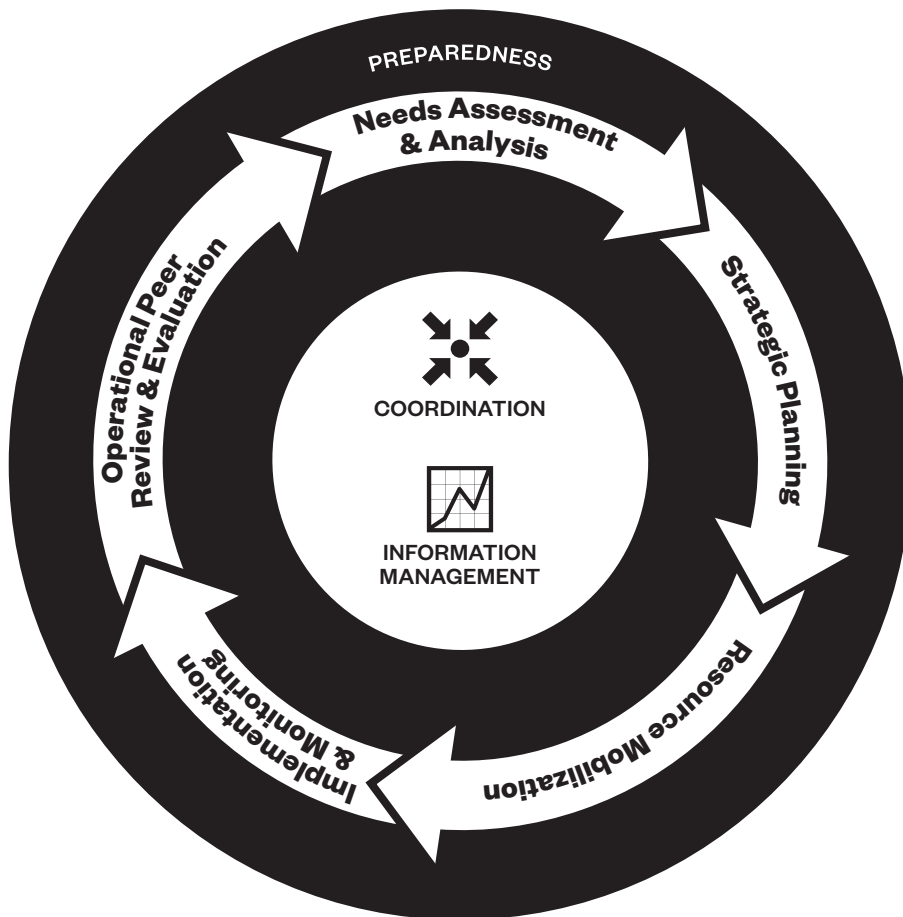 PREPAREDNESS
Needs Assessment
& Analysis
Strategic Planning
Resource Mobilization
Implementation
& Monitoring
Operational Peer
Review & Evaluation
COORDINATION
INFORMATION
MANAGEMENT